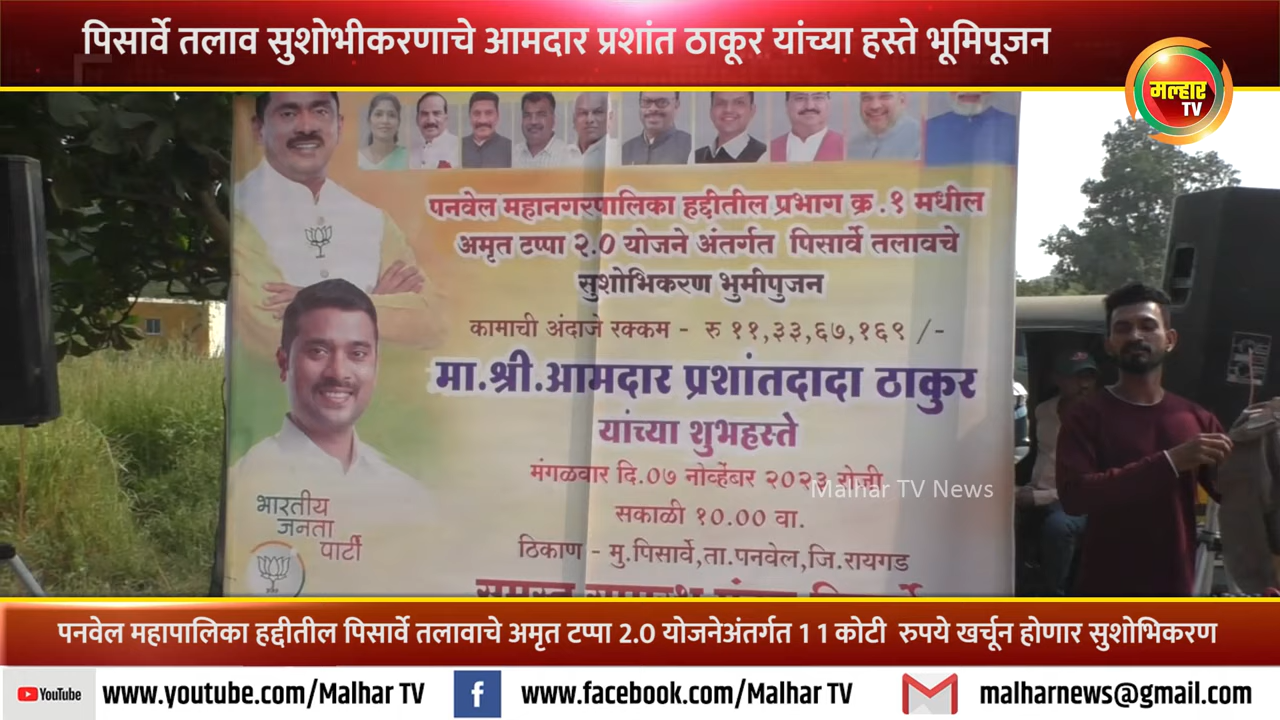 पिसार्वे तलाव सुशोभीकरणाचे आमदार प्रशांत ठाकूर यांच्या हस्ते भूमिपूजन
मल्हार
TV
पनवेल महानगरपालिका हद्दीतील प्रभाग क्र.१ मधील
अमृत टप्पा २.0 योजने अंतर्गत पिसार्वे तलावचे
सुशोभिकरण भुमीपुजन
कामाची अंदाजे रक्कम - रु ११,३३,६७,१६९ /-
मा.श्री.आमदार प्रशांतदादा ठाकुर
यांच्या शुभहस्ते
मंगळवार दि.०७ नोव्हेंबर २०२३ रोजी
Malhar TV News
सकाळी १०.०० वा.
ठिकाण - मु.पिसार्वे,ता.पनवेल,जि.रायगड
भारतीय
जनता
पार्टी
पनवेल महापालिका हद्दीतील पिसार्वे तलावाचे अमृत टप्पा 2.0 योजनेअंतर्गत 11 कोटी रुपये खर्चून होणार सुशोभिकरण
YouTube www.youtube.com/Malhar TV www.facebook.com/Malhar TV malharnews@gmail.com